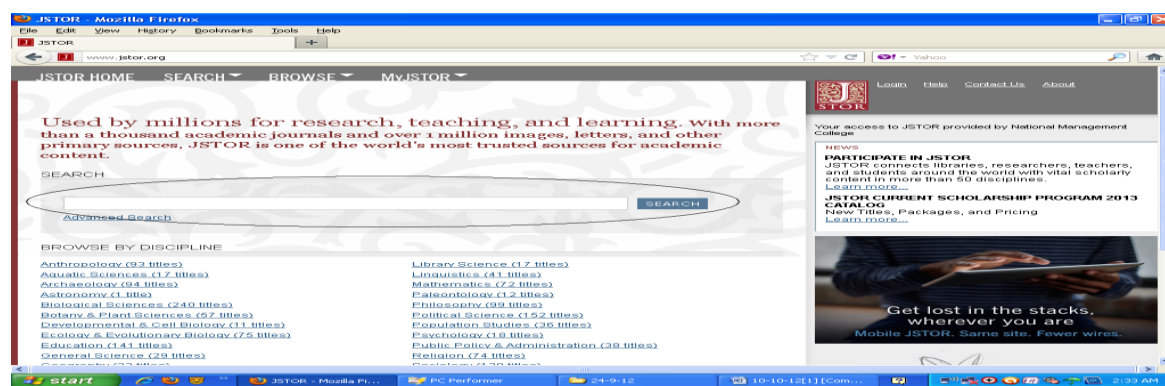 JSTOR - Mozilla Firefox
File Edit View History Bookmarks Tools Help
JSTOR
www.jstor.org
Yahoo
JSTOR HOME SEARCH BROWSE MyJSTOR
JSTOR
Login Help Contact Us About
Used by millions for research, teaching, and learning. With more
than a thousand academic journals and over 1 million images, letters, and other
primary sources, JSTOR is one of the world's most trusted sources for academic
content.
SEARCH
SEARCH
Advanced Search
BROWSE BY DISCIPLINE
Anthropology (93 titles)
Aquatic Sciences (17 titles)
Archaeology (94 titles)
Astronomy (1 title)
Biological Sciences (240 titles)
Botany & Plant Sciences (57 titles)
Developmental & Cell Biology (11 titles)
Ecology & Evolutionary Biology (75 titles)
Education (141 titles)
General Science (29 titles)
Library Science (17 titles)
Linguistics (41 titles)
Mathematics (72 titles)
Paleontology (12 titles)
Philosophy (99 titles)
Political Science (152 titles)
Population Studies (36 titles)
Psychology (18 titles)
Public Policy & Administration (38 titles)
Religion (74 titles)
Your access to JSTOR provided by National Management
College
NEWS
PARTICIPATE IN JSTOR
JSTOR connects libraries, researchers, teachers,
and students around the world with vital scholarly
content in more than 50 disciplines.
Learn more...
JSTOR CURRENT SCHOLARSHIP PROGRAM 2013
CATALOG
New Titles, Packages, and Pricing
Learn more...
Get lost in the stacks,
wherever you are
Mobile JSTOR. Same site. Fewer wires.
start
JSTOR - Mozilla Fi...
PC Performer
24-9-12
10-10-12[1] [Com...
2:33 AM